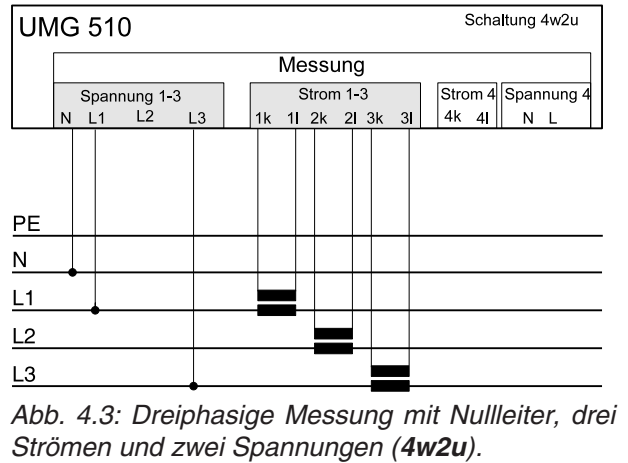 UMG 510 Schaltung 4w2u
Messung
Spannung 1-3 Strom 1-3 Strom 4 Spannung 4
N L1 L2 L3 1k 1l 2k 2l 3k 3l 4k 4l N L
PE
N
L1
L2
L3
Abb. 4.3: Dreiphasige Messung mit Nullleiter, drei
Strömen und zwei Spannungen (4w2u).